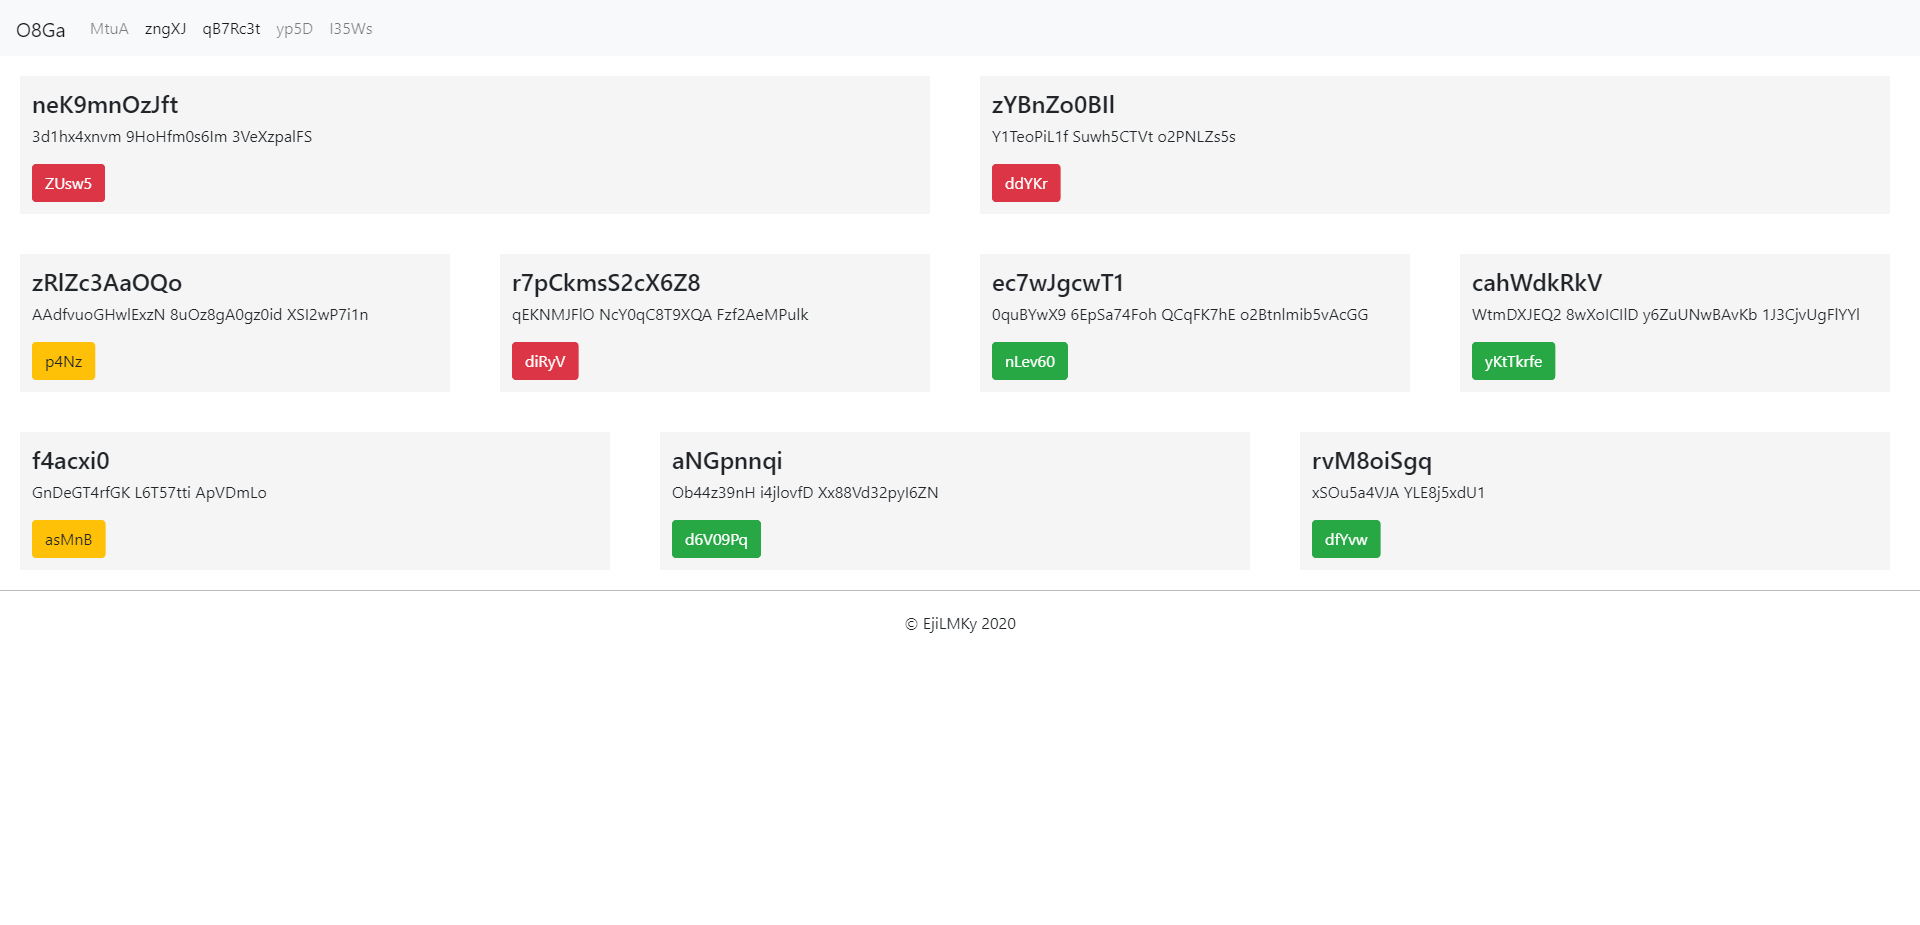 O8Ga MtuA zngXJ qB7Rc3t yp5D I35Ws
neK9mnOzJft
3d1hx4xnvm 9HoHfm0s6Im 3VeXzpalFS
ZUsw5
zYBnZo0BIl
Y1TeoPiL1f Suwh5CTVt o2PNLZs5s
ddYKr
zRlZc3AaOQo
AAdfvuoGHwlExzN 8uOz8gA0gz0id XSI2wP7i1n
p4Nz
r7pCkmsS2cX6Z8
qEKNMJFlO NcY0qC8T9XQA Fzf2AeMPuIk
diRyV
ec7wJgcwT1
0quBYwX9 6EpSa74Foh QCqFK7hE o2Btnlmib5vAcGG
nLev60
cahWdkRkV
WtmDXJEQ2 8wXoICIlD y6ZuUNwBAvKb 1J3CjvUgFlYYl
yKtTkrfe
f4acxi0
GnDeGT4rfGK L6T57tti ApVDmLo
asMnB
aNGpnnqi
Ob44z39nH i4jlovfD Xx88Vd32pyI6ZN
d6V09Pq
rvM8oiSgq
xSOu5a4VJA YLE8j5xdU1
dfYvw
© EjiLMKy 2020